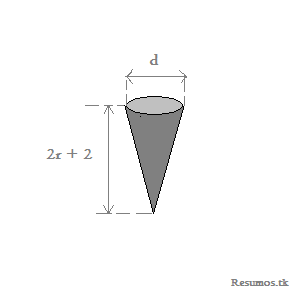 d
2x + 2
Resumos.tk